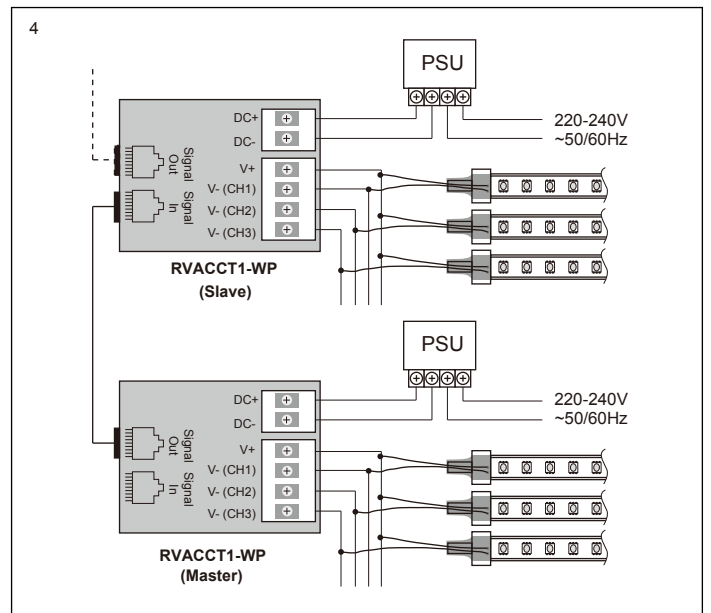 4
PSU
DC+
DC-
220-240V
~50/60Hz
Signal Out
Signal In
V+
V- (CH1)
V- (CH2)
V- (CH3)
RVACCT1-WP
(Slave)
PSU
DC+
DC-
220-240V
~50/60Hz
Signal Out
Signal In
V+
V- (CH1)
V- (CH2)
V- (CH3)
RVACCT1-WP
(Master)